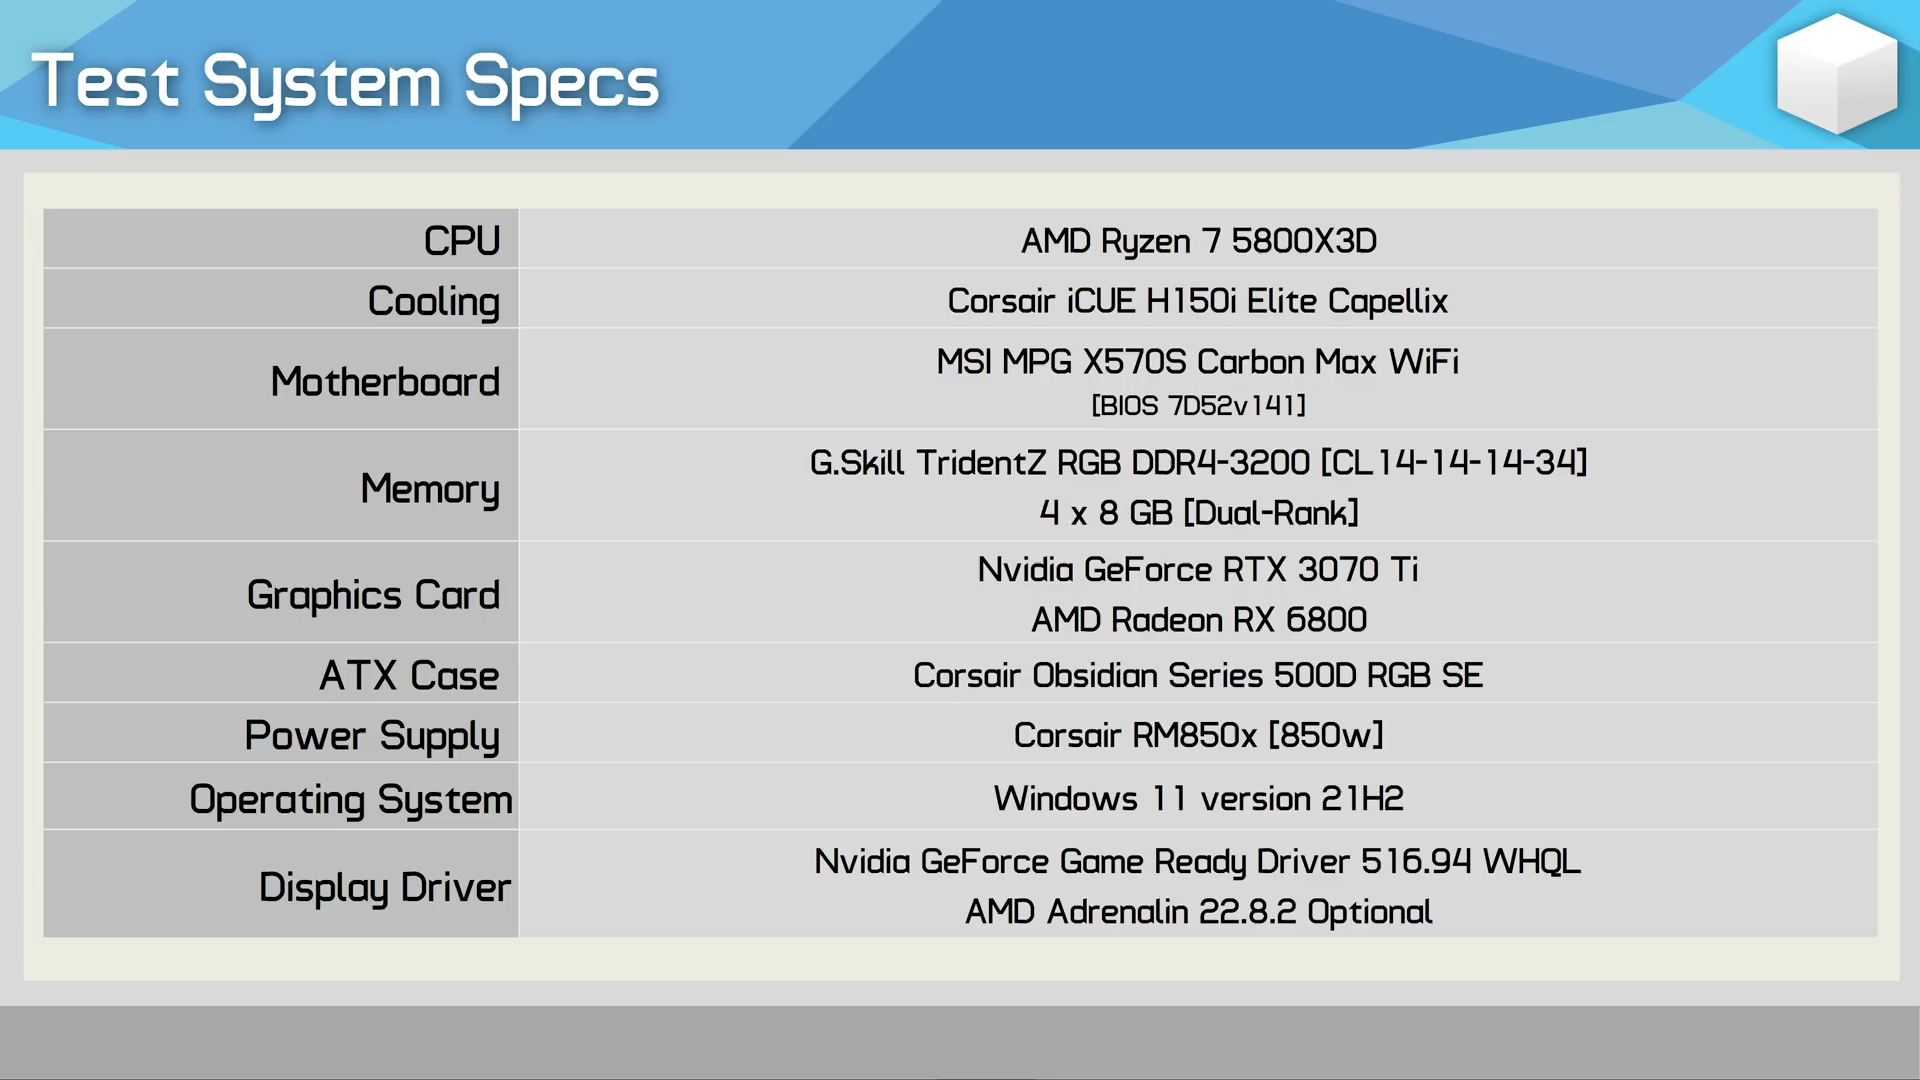 Test System Specs
CPU
AMD Ryzen 7 5800X3D
Cooling
Corsair iCUE H150i Elite Capellix
Motherboard
MSI MPG X570S Carbon Max WiFi
[BIOS 7D52v141]
Memory
G.Skill TridentZ RGB DDR4-3200 [CL14-14-14-34]
4 x 8 GB [Dual-Rank]
Graphics Card
Nvidia GeForce RTX 3070 Ti
AMD Radeon RX 6800
ATX Case
Corsair Obsidian Series 500D RGB SE
Power Supply
Corsair RM850x [850w]
Operating System
Windows 11 version 21H2
Display Driver
Nvidia GeForce Game Ready Driver 516.94 WHQL
AMD Adrenalin 22.8.2 Optional